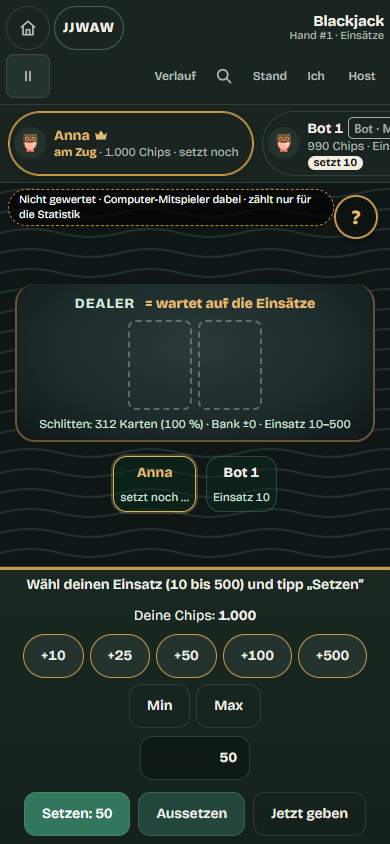 JJWAW
Blackjack
Hand #1 · Einsätze
Verlauf
Stand
Ich
Host
Anna
am Zug · 1.000 Chips · setzt noch
Bot 1
Bot · M
990 Chips · Ein
setzt 10
Nicht gewertet · Computer-Mitspieler dabei · zählt nur für
die Statistik
?
DEALER = wartet auf die Einsätze
Schlitten: 312 Karten (100 %) · Bank ±0 · Einsatz 10–500
Anna
setzt noch ...
Bot 1
Einsatz 10
Wähl deinen Einsatz (10 bis 500) und tipp „Setzen“
Deine Chips: 1.000
+10
+25
+50
+100
+500
Min
Max
50
Setzen: 50
Aussetzen
Jetzt geben